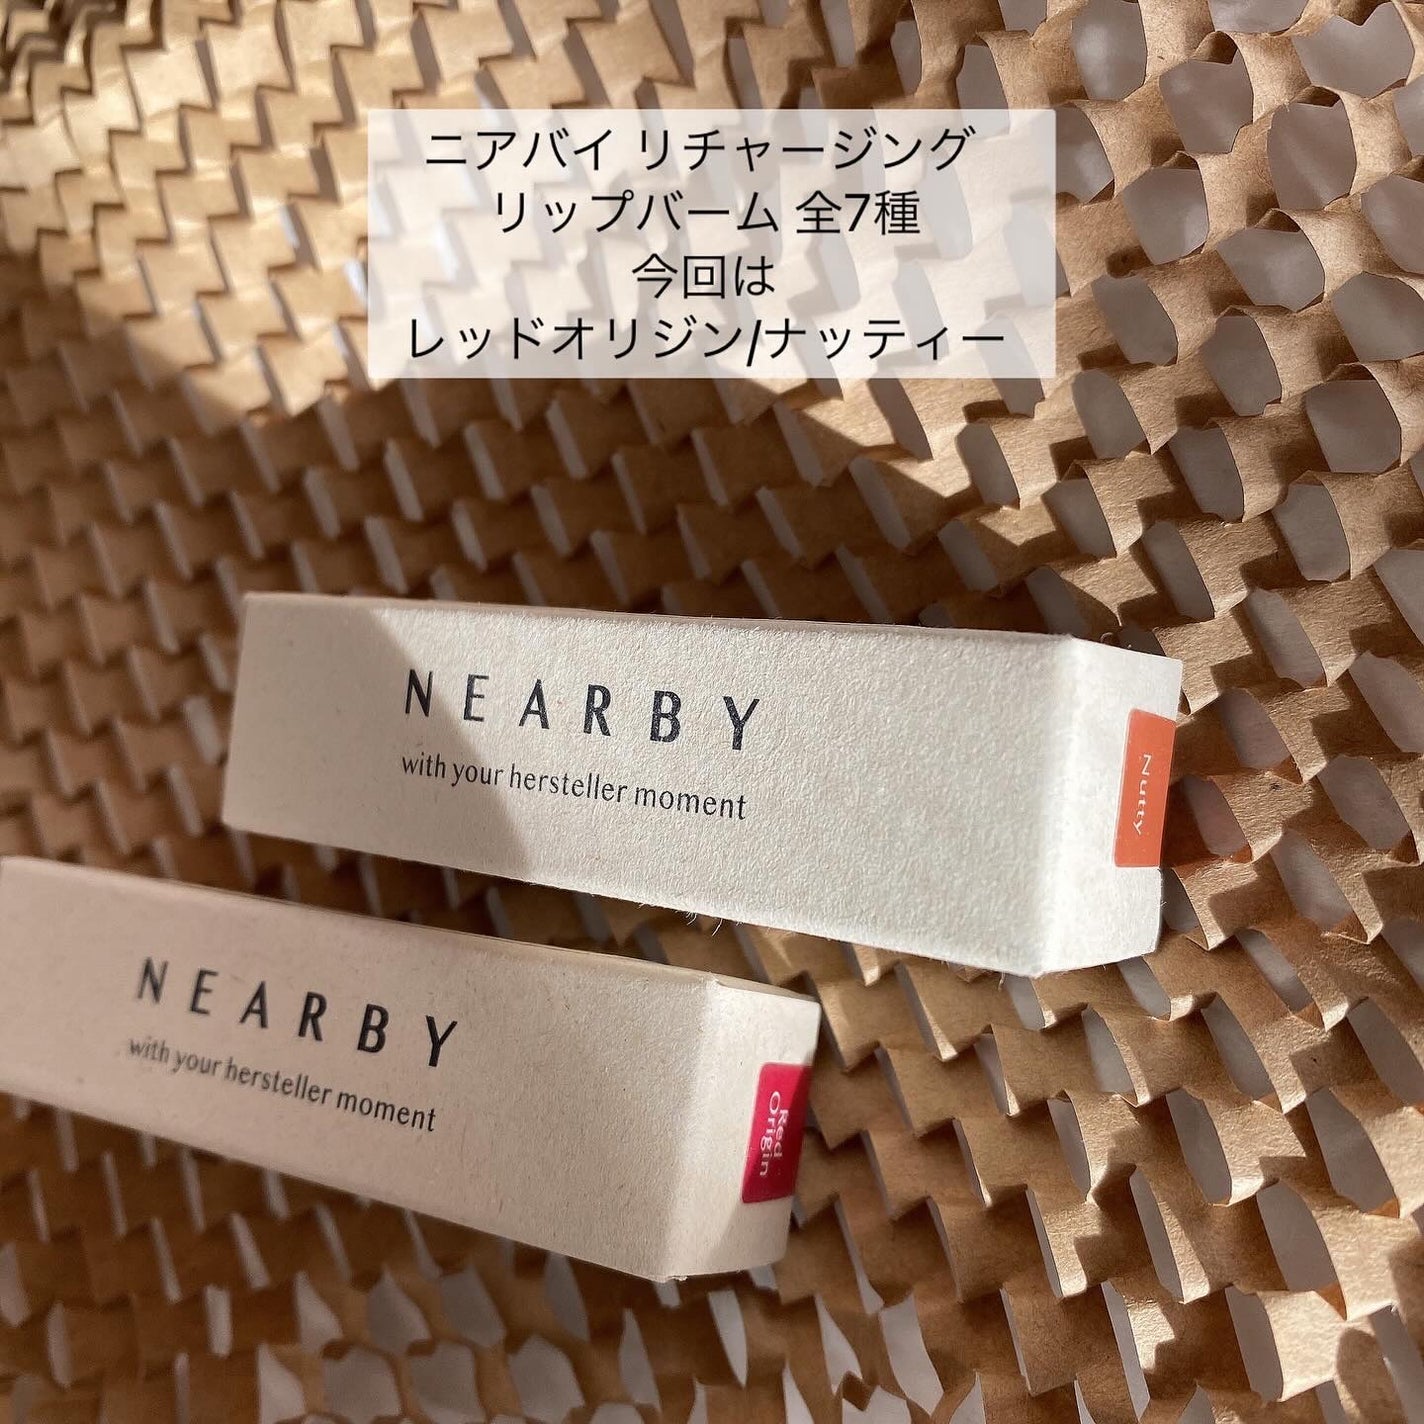 ニアバイ リチャージング
リップバーム 全7種
今回は
レッドオリジン/ナッティー
NEARBY
with your hersteller moment
Nutty
NEARBY
with your hersteller moment
Red
Origin